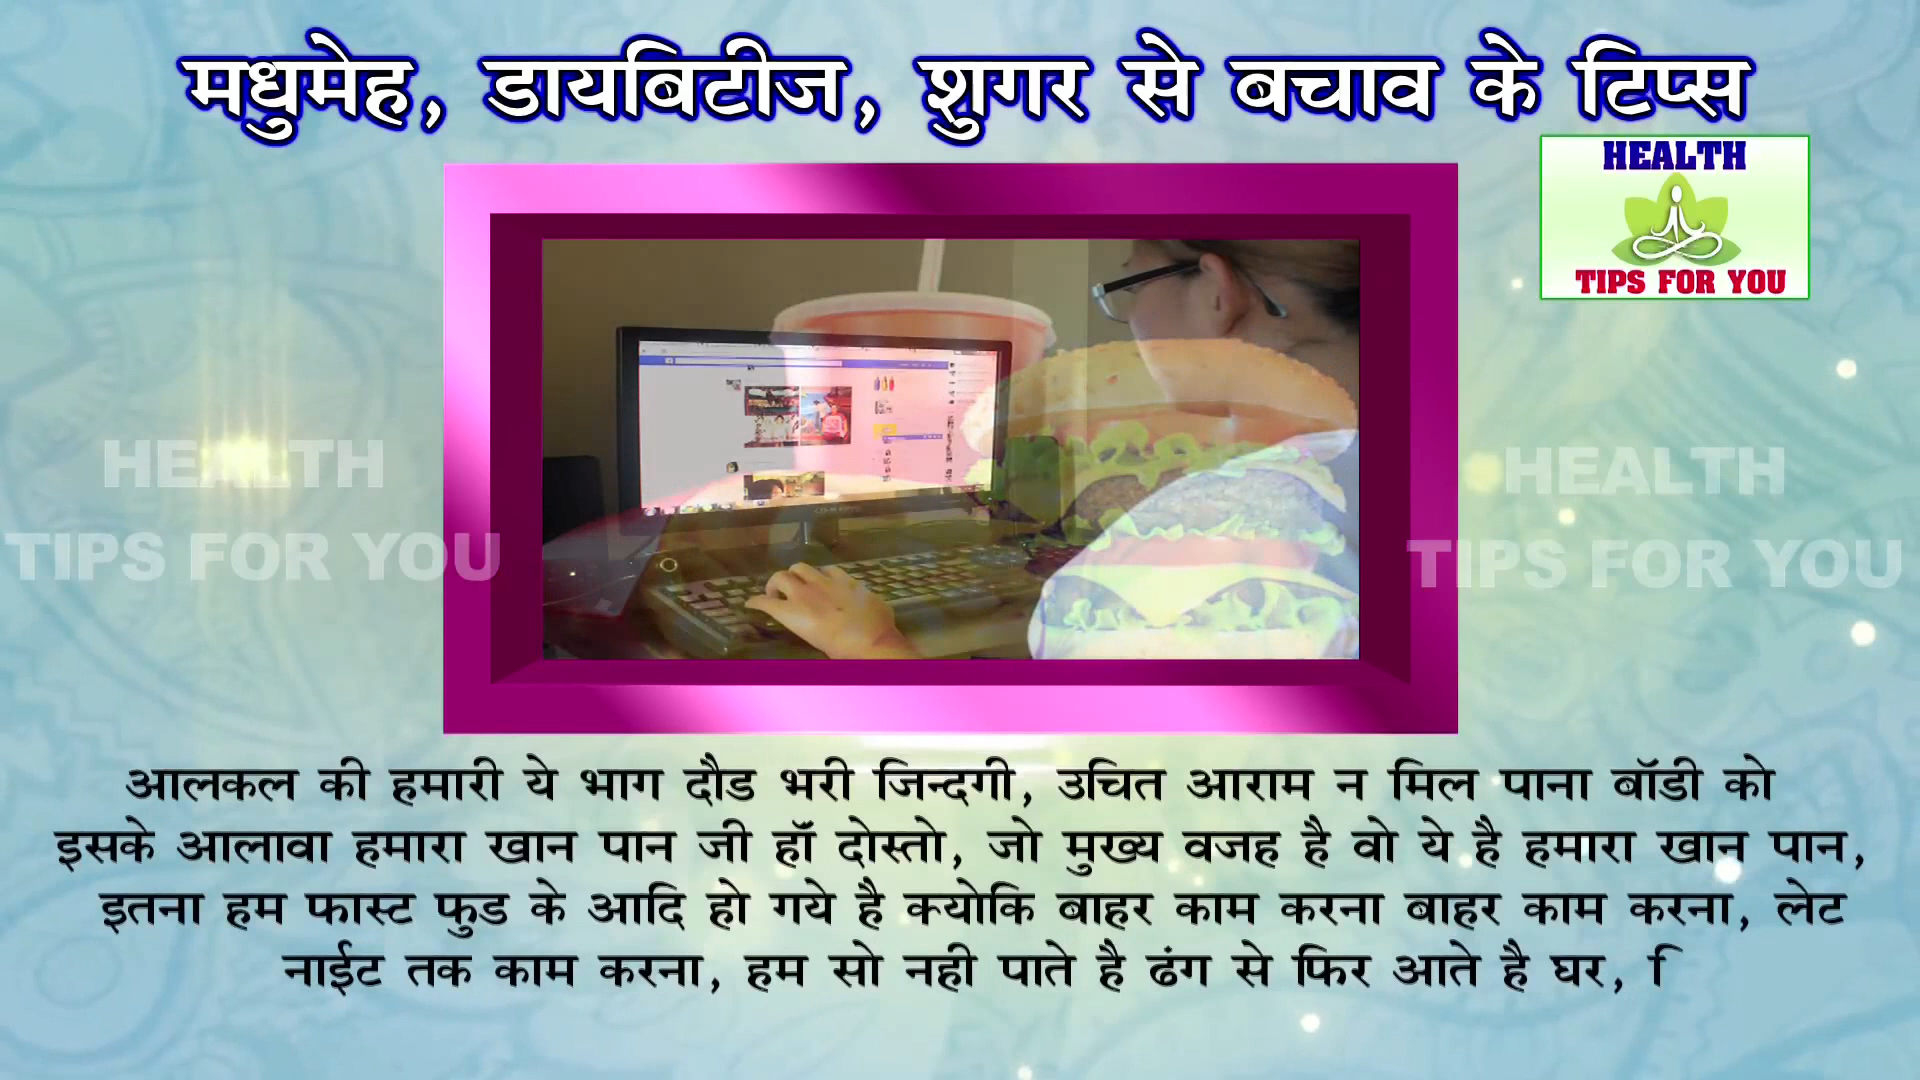 मधुमेह, डायबिटीज, शुगर से बचाव के टिप्स
HEALTH
TIPS FOR YOU
HEALTH
TIPS FOR YOU
HEALTH
TIPS FOR YOU
आलकल की हमारी ये भाग दौड भरी जिन्दगी, उचित आराम न मिल पाना बॉडी को
इसके आलावा हमारा खान पान जी हॉ दोस्तो, जो मुख्य वजह है वो ये है हमारा खान पान,
इतना हम फास्ट फुड के आदि हो गये है क्योकि बाहर काम करना बाहर काम करना, लेट
नाईट तक काम करना, हम सो नही पाते है ढंग से फिर आते है घर, ि